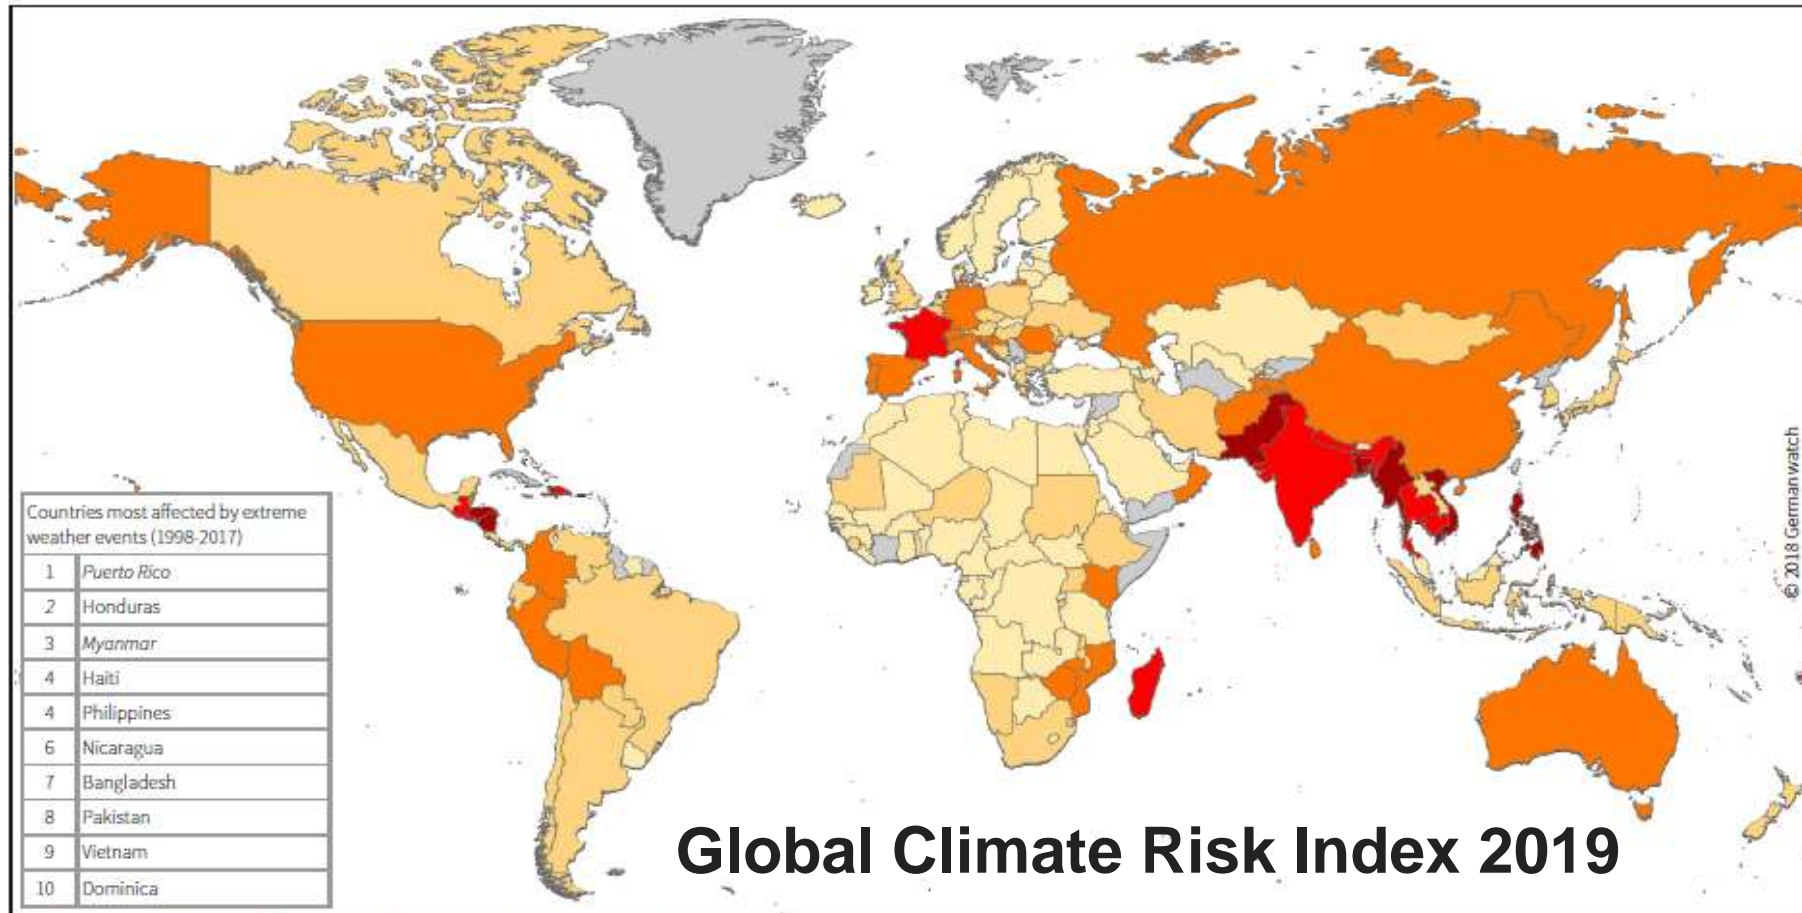 Countries most affected by extreme
weather events (1998-2017)
1 Puerto Rico
2 Honduras
3 Myanmar
4 Haiti
4 Philippines
6 Nicaragua
7 Bangladesh
8 Pakistan
9 Vietnam
10 Dominica
Global Climate Risk Index 2019
© 2018 Germanwatch